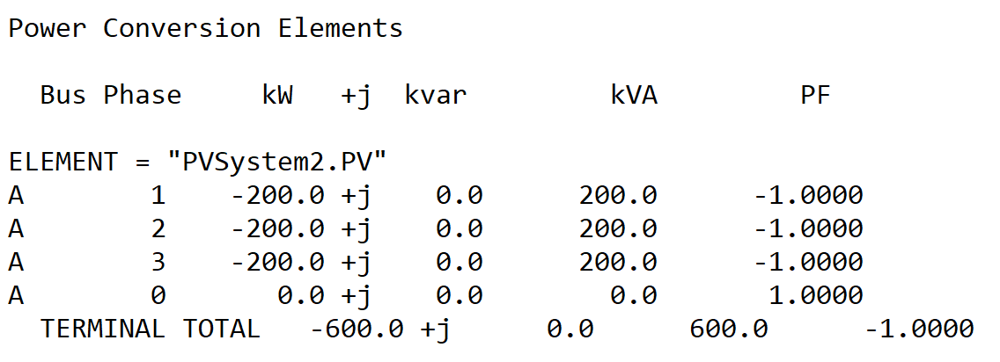 Power Conversion Elements
Bus Phase kW +j kvar kVA PF
ELEMENT = "PVSystem2.PV"
A 1 -200.0 +j 0.0 200.0 -1.0000
A 2 -200.0 +j 0.0 200.0 -1.0000
A 3 -200.0 +j 0.0 200.0 -1.0000
A 0 0.0 +j 0.0 0.0 1.0000
TERMINAL TOTAL -600.0 +j 0.0 600.0 -1.0000